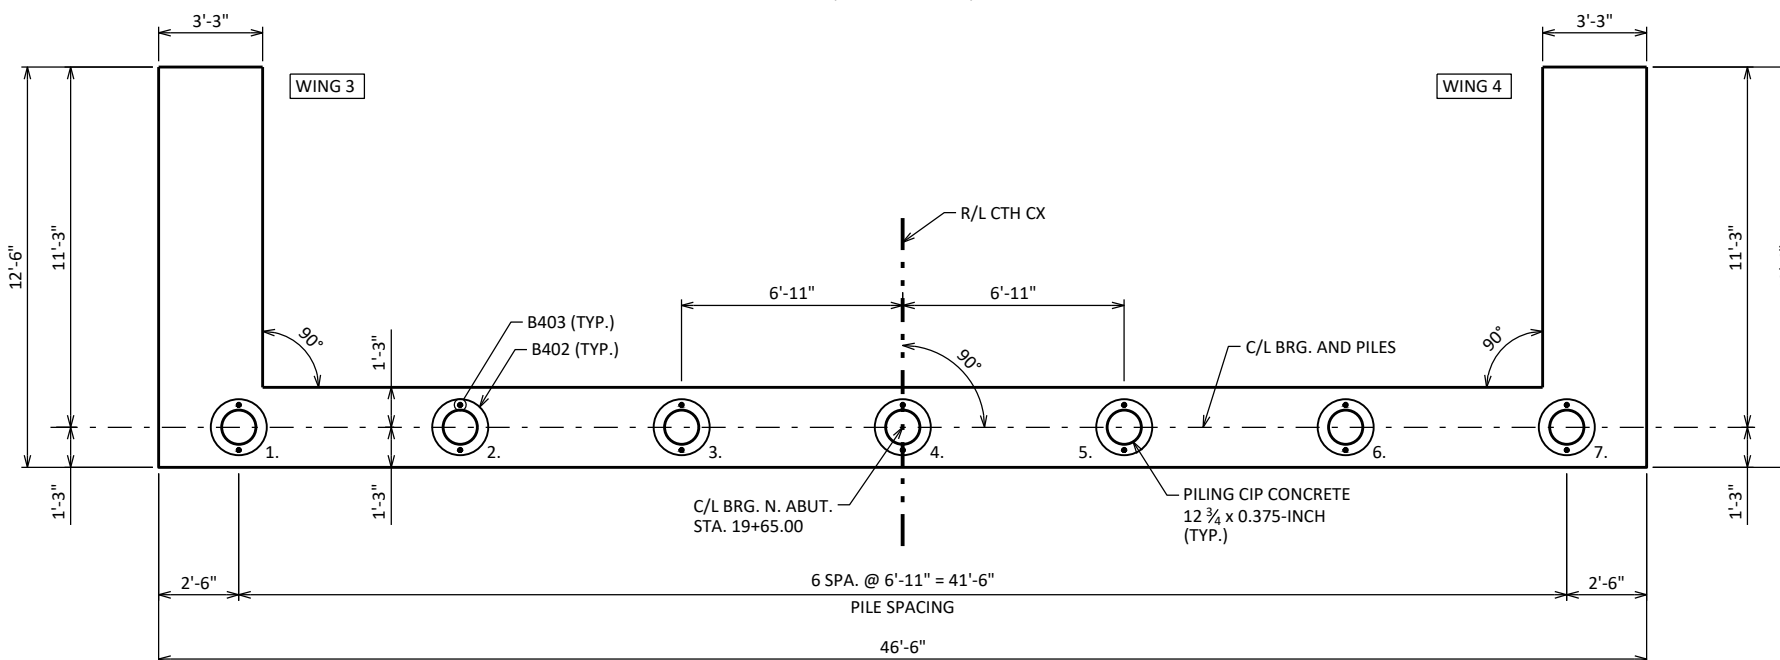 3'-3"
3'-3"
WING 3
WING 4
12'-6"
11'-3"
11'-3"
R/L CTH CX
6'-11"
6'-11"
B403 (TYP.)
B402 (TYP.)
90°
1'-3"
90°
C/L BRG. AND PILES
90°
1.
2.
3.
4.
5.
6.
7.
1'-3"
1'-3"
1'-3"
C/L BRG. N. ABUT.
STA. 19+65.00
PILING CIP CONCRETE
12 ¾ x 0.375-INCH
(TYP.)
2'-6"
6 SPA. @ 6'-11" = 41'-6"
2'-6"
PILE SPACING
46'-6"